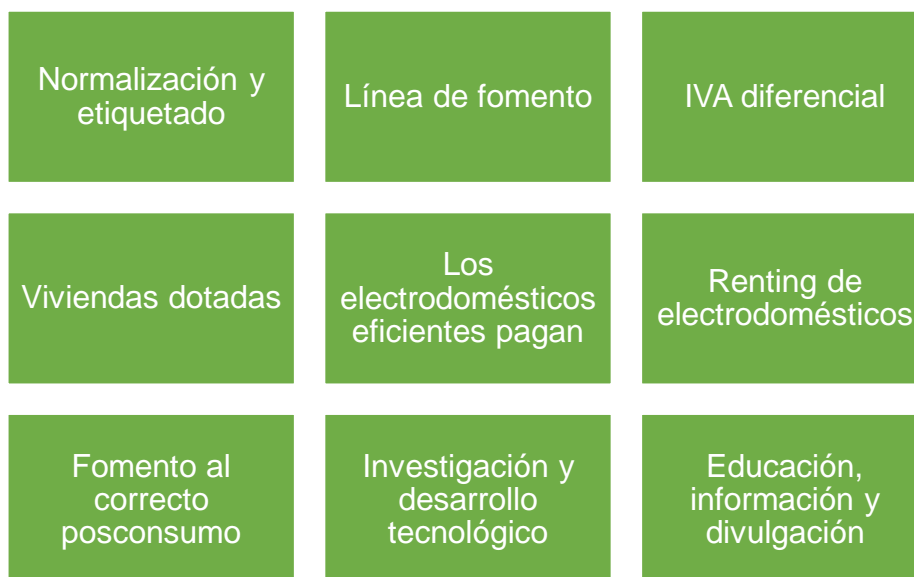 Normalización y
etiquetado
Línea de fomento
IVA diferencial
Viviendas dotadas
Los
electrodomésticos
eficientes pagan
Renting de
electrodomésticos
Fomento al
correcto
posconsumo
Investigación y
desarrollo
tecnológico
Educación,
información y
divulgación